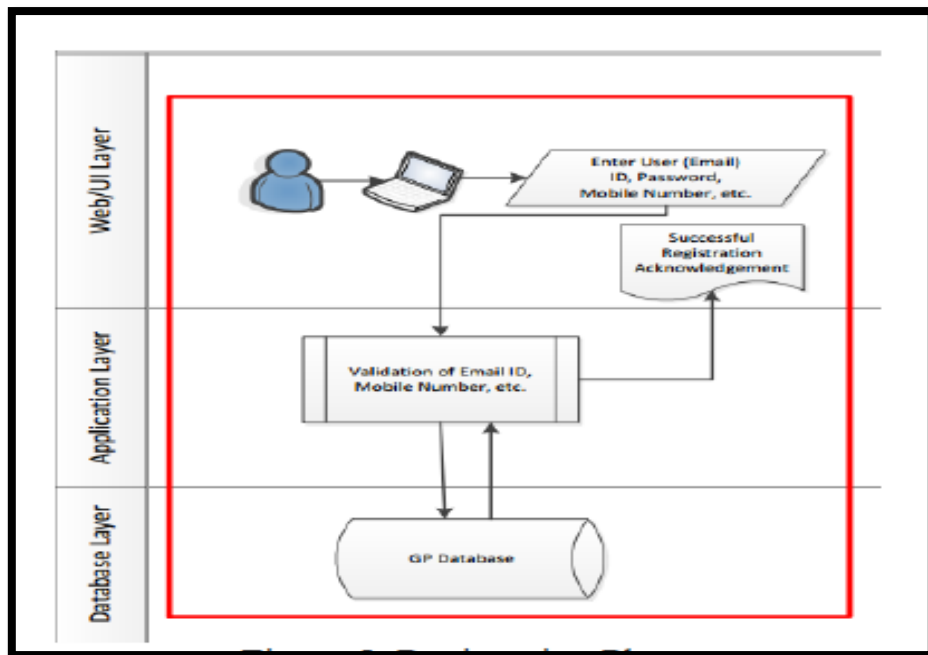 Web/UI Layer
Enter User (Email)
ID, Password,
Mobile Number, etc.
Successful
Registration
Acknowledgement
Application Layer
Validation of Email ID,
Mobile Number, etc.
Database Layer
GP Database